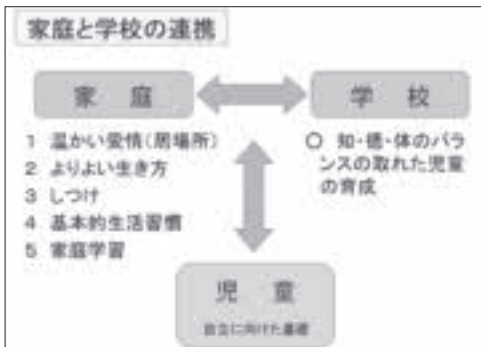 家庭と学校の連携
家 庭
学 校
1 温かい愛情(居場所)
2 よりよい生き方
3 しつけ
4 基本的生活習慣
5 家庭学習
○ 知・徳・体のバラ
ンスの取れた児童
の育成
児 童
自立に向けた基礎